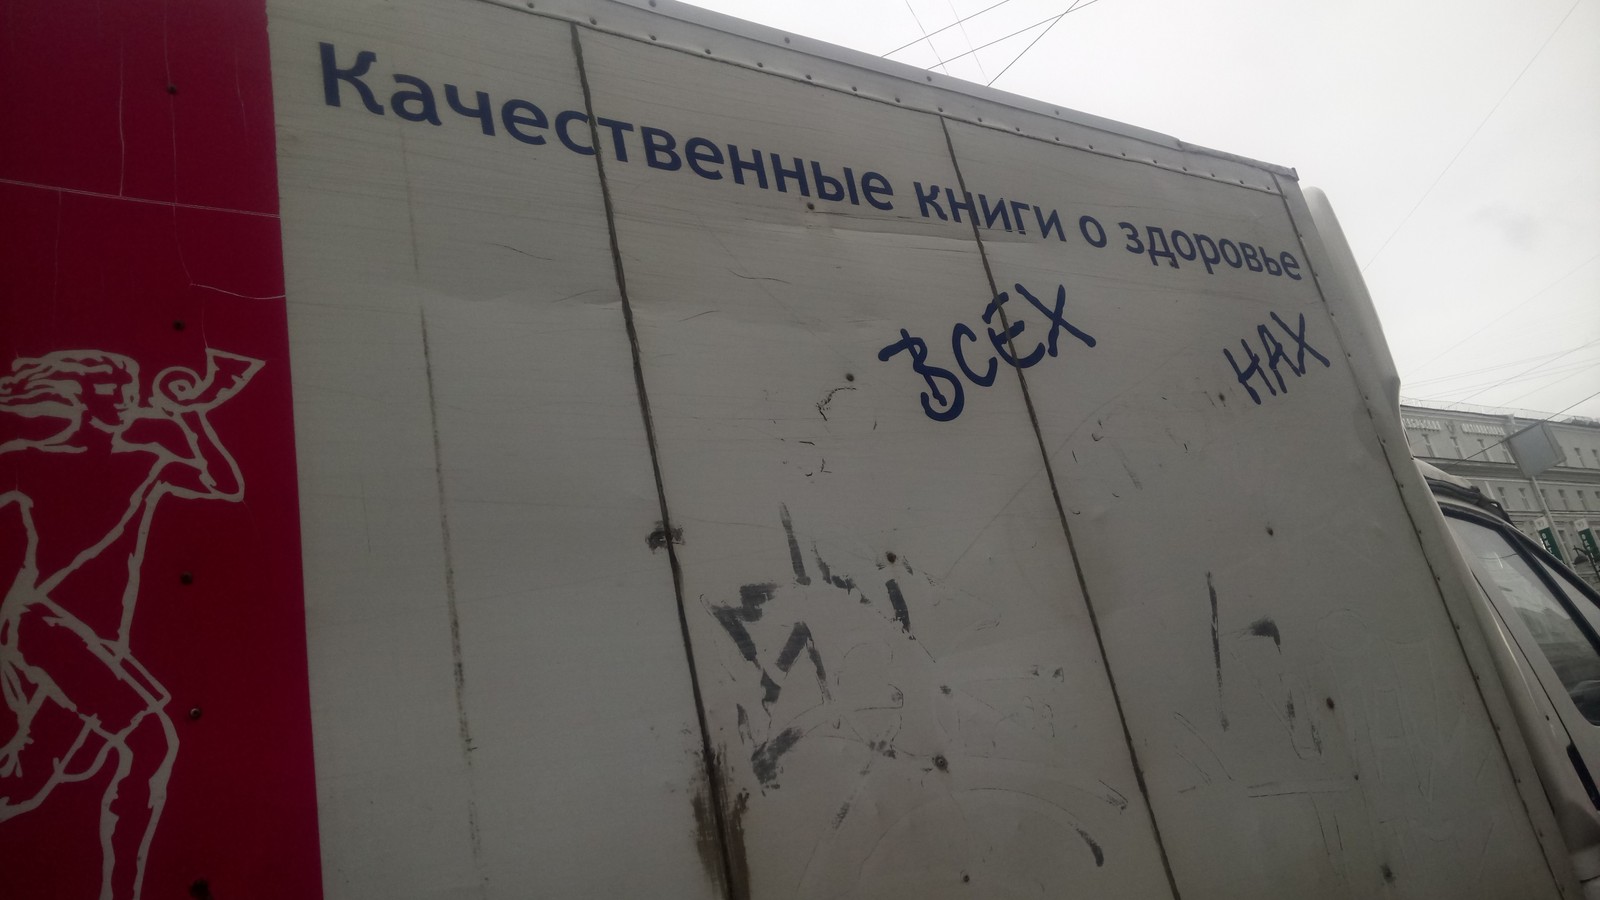 Качественные книги о здоровье
ВСЕХ НАХ